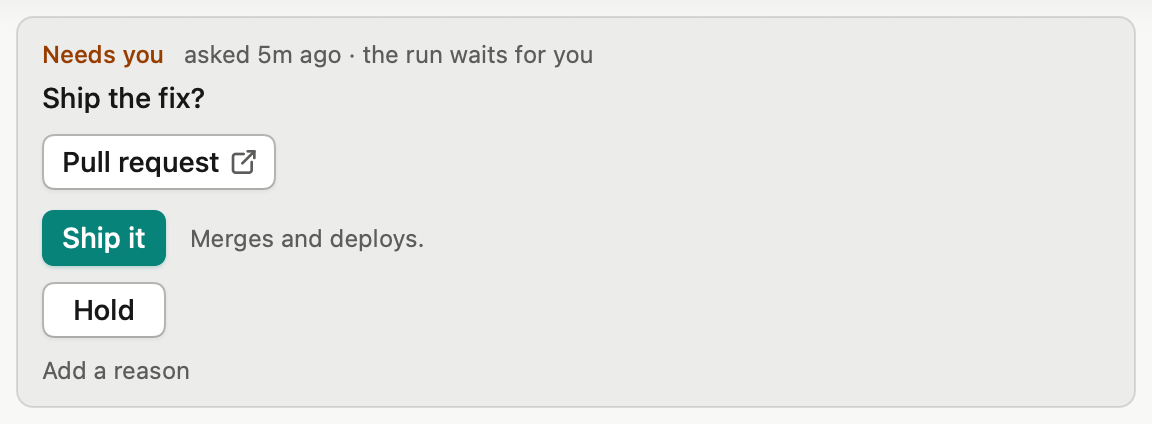 Needs you asked 5m ago · the run waits for you
Ship the fix?
Pull request
Ship it Merges and deploys.
Hold
Add a reason